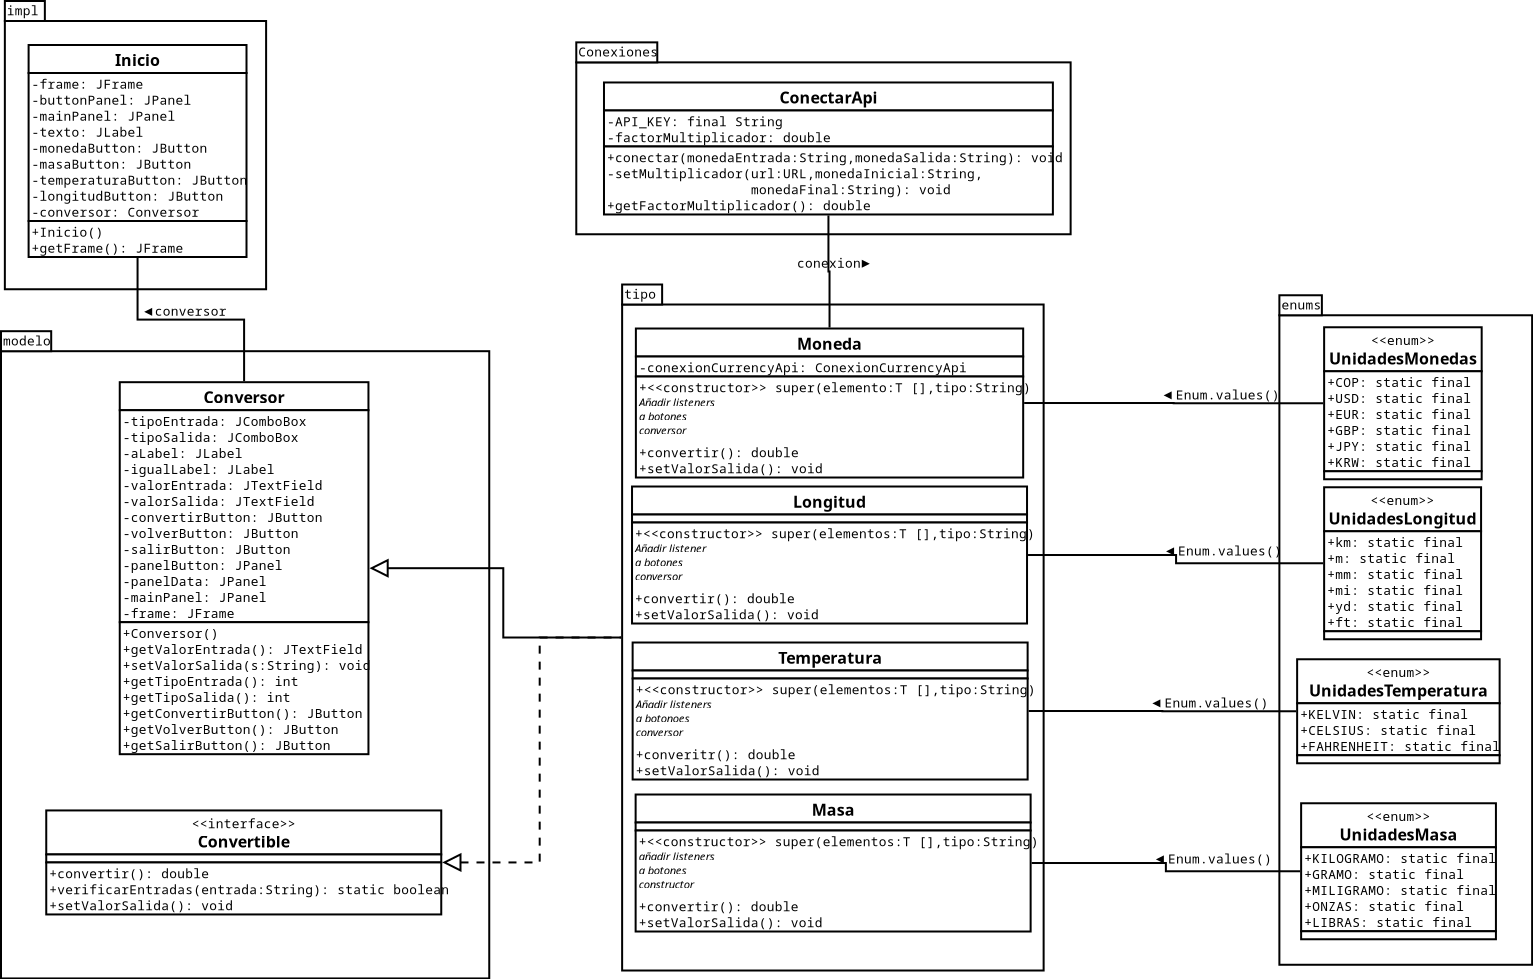 impl
Inicio
-frame: JFrame
-buttonPanel: JPanel
-mainPanel: JPanel
-texto: JLabel
-monedaButton: JButton
-masaButton: JButton
-temperaturaButton: JButton
-longitudButton: JButton
-conversor: Conversor
+Inicio()
+getFrame(): JFrame
◄conversor
Conexiones
ConectarApi
-API_KEY: final String
-factorMultiplicador: double
+conectar(monedaEntrada:String,monedaSalida:String): void
-setMultiplicador(url:URL,monedaInicial:String,
monedaFinal:String): void
+getFactorMultiplicador(): double
conexion►
modelo
Conversor
-tipoEntrada: JComboBox
-tipoSalida: JComboBox
-aLabel: JLabel
-igualLabel: JLabel
-valorEntrada: JTextField
-valorSalida: JTextField
-convertirButton: JButton
-volverButton: JButton
-salirButton: JButton
-panelButton: JPanel
-panelData: JPanel
-mainPanel: JPanel
-frame: JFrame
+Conversor()
+getValorEntrada(): JTextField
+setValorSalida(s:String): void
+getTipoEntrada(): int
+getTipoSalida(): int
+getConvertirButton(): JButton
+getVolverButton(): JButton
+getSalirButton(): JButton
<<interface>>
Convertible
+convertir(): double
+verificarEntradas(entrada:String): static boolean
+setValorSalida(): void
tipo
Moneda
-conexionCurrencyApi: ConexionCurrencyApi
+<<constructor>> super(elemento:T [],tipo:String)
Añadir listeners
a botones
conversor
+convertir(): double
+setValorSalida(): void
Longitud
+<<constructor>> super(elementos:T [],tipo:String)
Añadir listener
a botones
conversor
+convertir(): double
+setValorSalida(): void
Temperatura
+<<constructor>> super(elementos:T [],tipo:String)
Añadir listeners
a botonoes
conversor
+converitr(): double
+setValorSalida(): void
Masa
+<<constructor>> super(elementos:T [],tipo:String)
añadir listeners
a botones
constructor
+convertir(): double
+setValorSalida(): void
◄ Enum.values()
◄ Enum.values()
◄ Enum.values()
◄ Enum.values()
enums
<<enum>>
UnidadesMonedas
+COP: static final
+USD: static final
+EUR: static final
+GBP: static final
+JPY: static final
+KRW: static final
<<enum>>
UnidadesLongitud
+km: static final
+m: static final
+mm: static final
+mi: static final
+yd: static final
+ft: static final
<<enum>>
UnidadesTemperatura
+KELVIN: static final
+CELSIUS: static final
+FAHRENHEIT: static final
<<enum>>
UnidadesMasa
+KILOGRAMO: static final
+GRAMO: static final
+MILIGRAMO: static final
+ONZAS: static final
+LIBRAS: static final